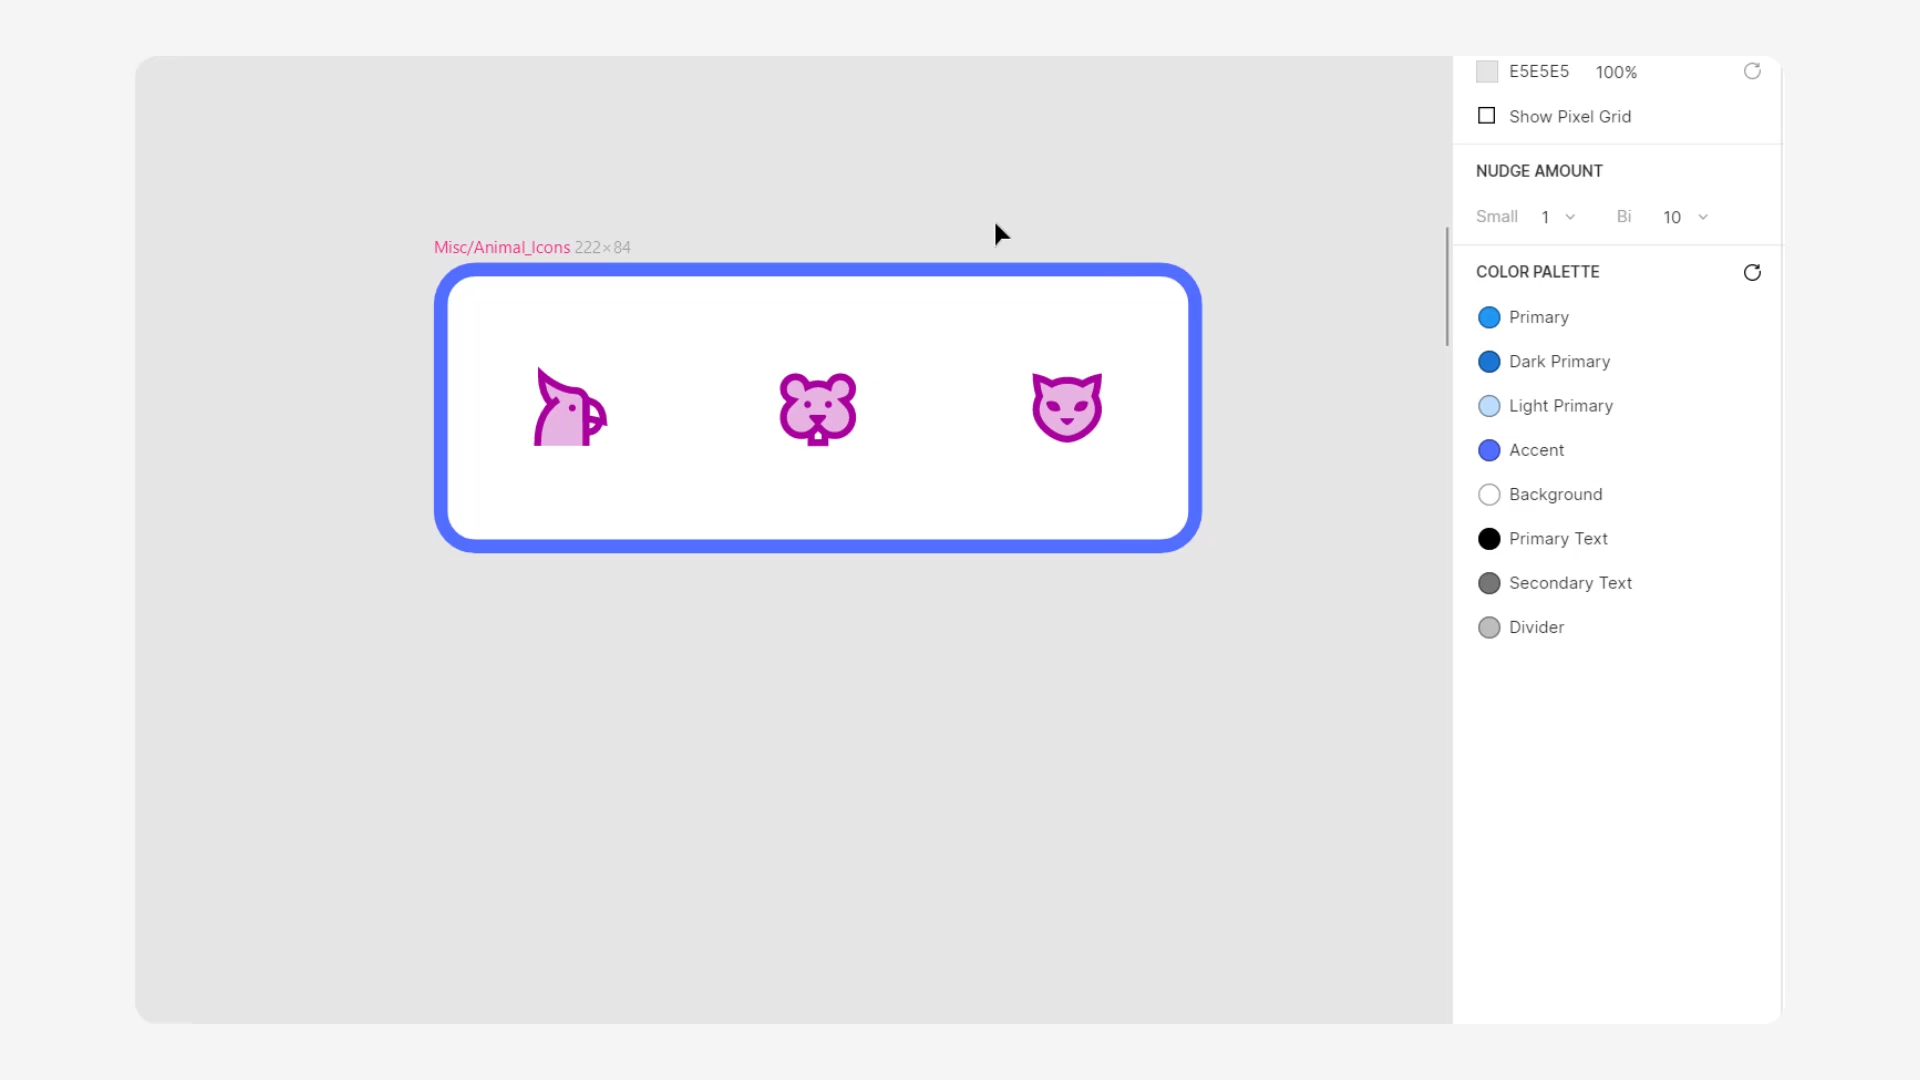 E5E5E5 100%
Show Pixel Grid
NUDGE AMOUNT
Small 1 Bi 10
Misc/Animal_Icons 222×84
COLOR PALETTE
Primary
Dark Primary
Light Primary
Accent
Background
Primary Text
Secondary Text
Divider